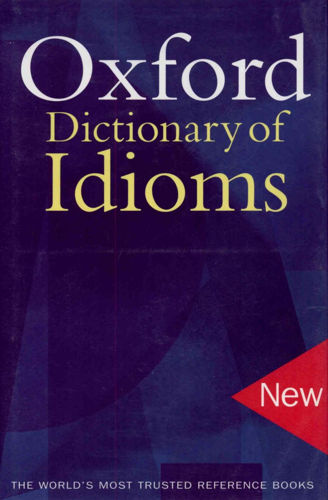 Oxford
Dictionary of
Idioms
New
THE WORLD'S MOST TRUSTED REFERENCE BOOKS